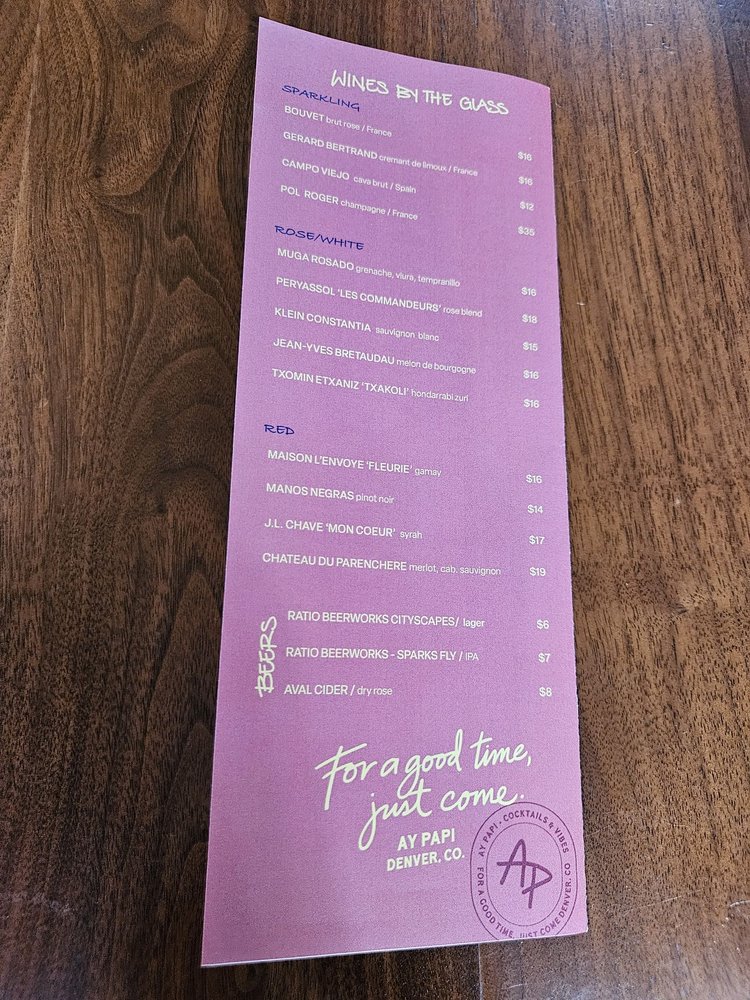 WINES BY THE GLASS
SPARKLING
BOUVET brut rose / France $16
GERARD BERTRAND cremant de limoux / France $16
CAMPO VIEJO cava brut / Spain $12
POL ROGER champagne / France $35
ROSE/WHITE
MUGA ROSADO grenache, viura, tempranillo $16
PERYASSOL ‘LES COMMANDEURS’ rose blend $18
KLEIN CONSTANTIA sauvignon blanc $15
JEAN-YVES BRETAUDAU melon de bourgogne $16
TXOMIN ETXANIZ ‘TXAKOLI’ hondarrabi zuri $16
RED
MAISON L’ENVOYE ‘FLEURIE’ gamay $16
MANOS NEGRAS pinot noir $14
J.L. CHAVE ‘MON COEUR’ syrah $17
CHATEAU DU PARENCHERE merlot, cab. sauvignon $19
BEERS
RATIO BEERWORKS CITYSCAPES/ lager $6
RATIO BEERWORKS - SPARKS FLY / IPA $7
AVAL CIDER / dry rose $8
For a good time,
just come.
AY PAPI
DENVER, CO.
AY PAPI • COCKTAILS & VIBES
AP
FOR A GOOD TIME, JUST COME DENVER, CO